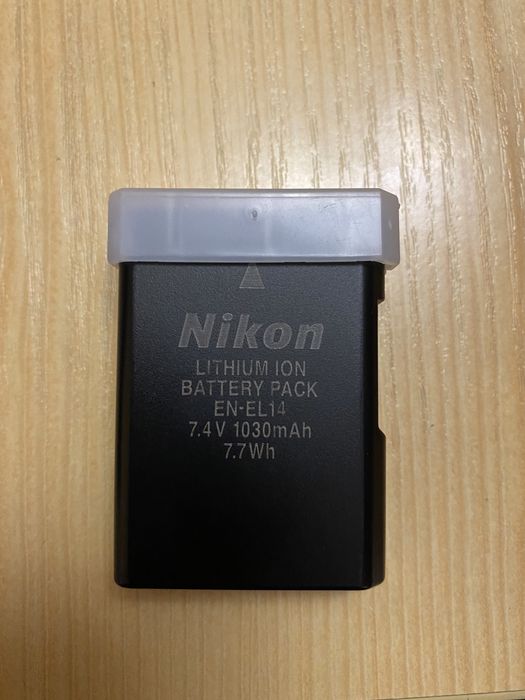 Nikon
LITHIUM ION
BATTERY PACK
EN-EL14
7.4V 1030mAh
7.7Wh